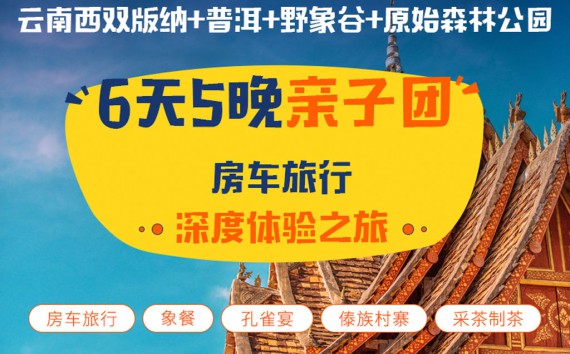 云南西双版纳+普洱+野象谷+原始森林公园
6天5晚亲子团
房车旅行
深度体验之旅
房车旅行
象餐
孔雀宴
傣族村寨
采茶制茶